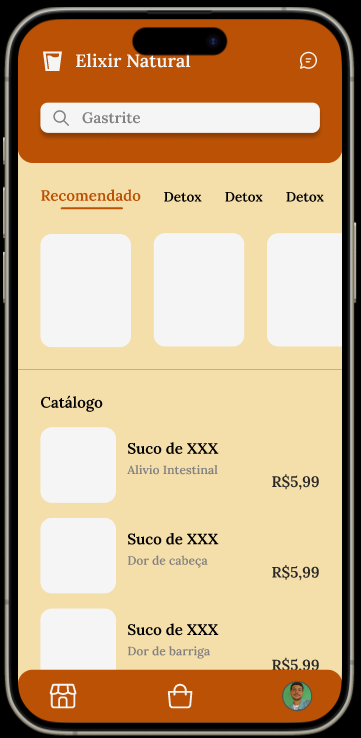 Elixir Natural
Gastrite
Recomendado Detox Detox Detox
Catálogo
Suco de XXX
Alivio Intestinal
R$5,99
Suco de XXX
Dor de cabeça
R$5,99
Suco de XXX
Dor de barriga
R$5,99